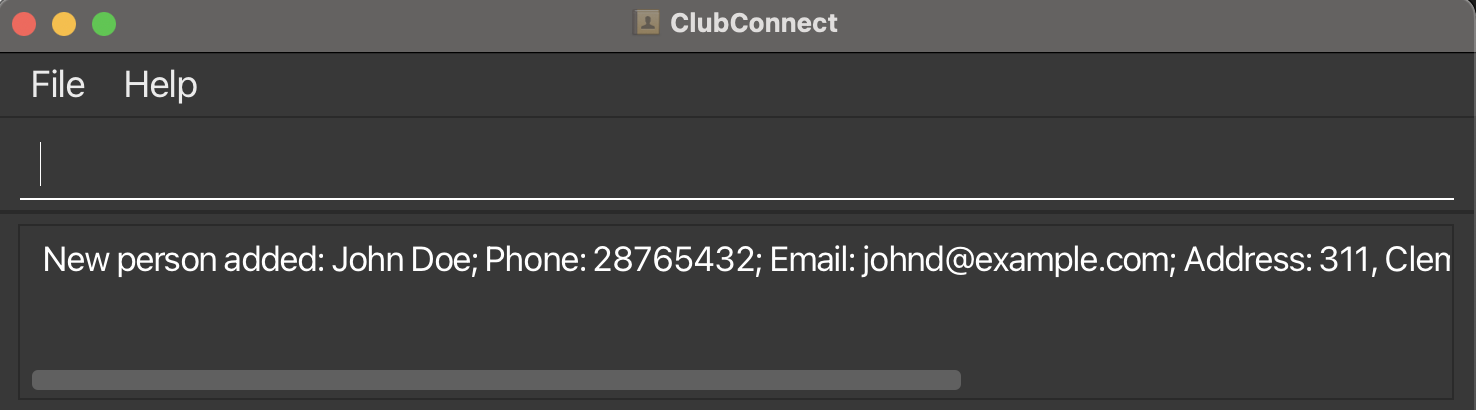 ClubConnect
File Help
New person added: John Doe; Phone: 28765432; Email: johnd@example.com; Address: 311,